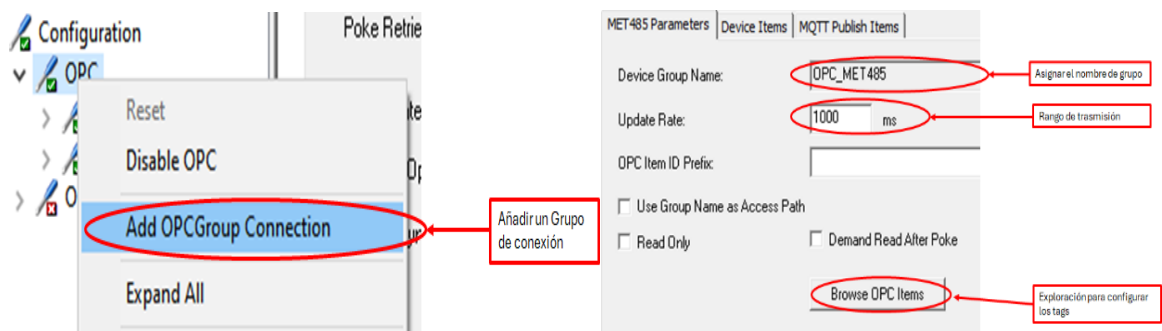 Configuration
OPC
Reset
Disable OPC
Add OPCGroup Connection
Expand All
Poke Retrie
Añadir un Grupo
de conexión
MET485 Parameters
Device Items
MQTT Publish Items
Device Group Name:
OPC_MET485
Asignar el nombre de grupo
Update Rate:
1000
ms
Rango de trasmisión
OPC Item ID Prefix:
Use Group Name as Access Path
Read Only
Demand Read After Poke
Browse OPC Items
Exploración para configurar
los tags